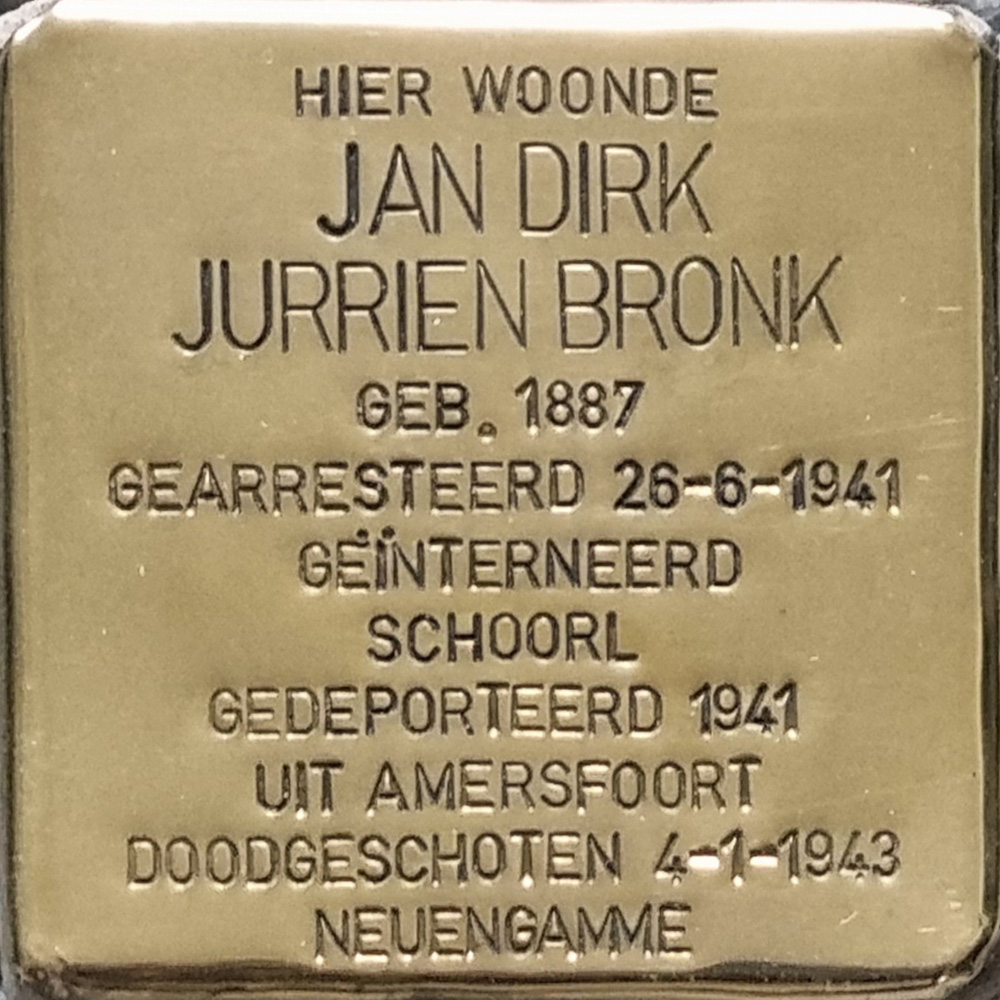 HIER WOONDE
JAN DIRK
JURRIEN BRONK
GEB. 1887
GEARRESTEERD 26-6-1941
GEÏNTERNEERD
SCHOORL
GEDEPORTEERD 1941
UIT AMERSFOORT
DOODGESCHOTEN 4-1-1943
NEUENGAMME